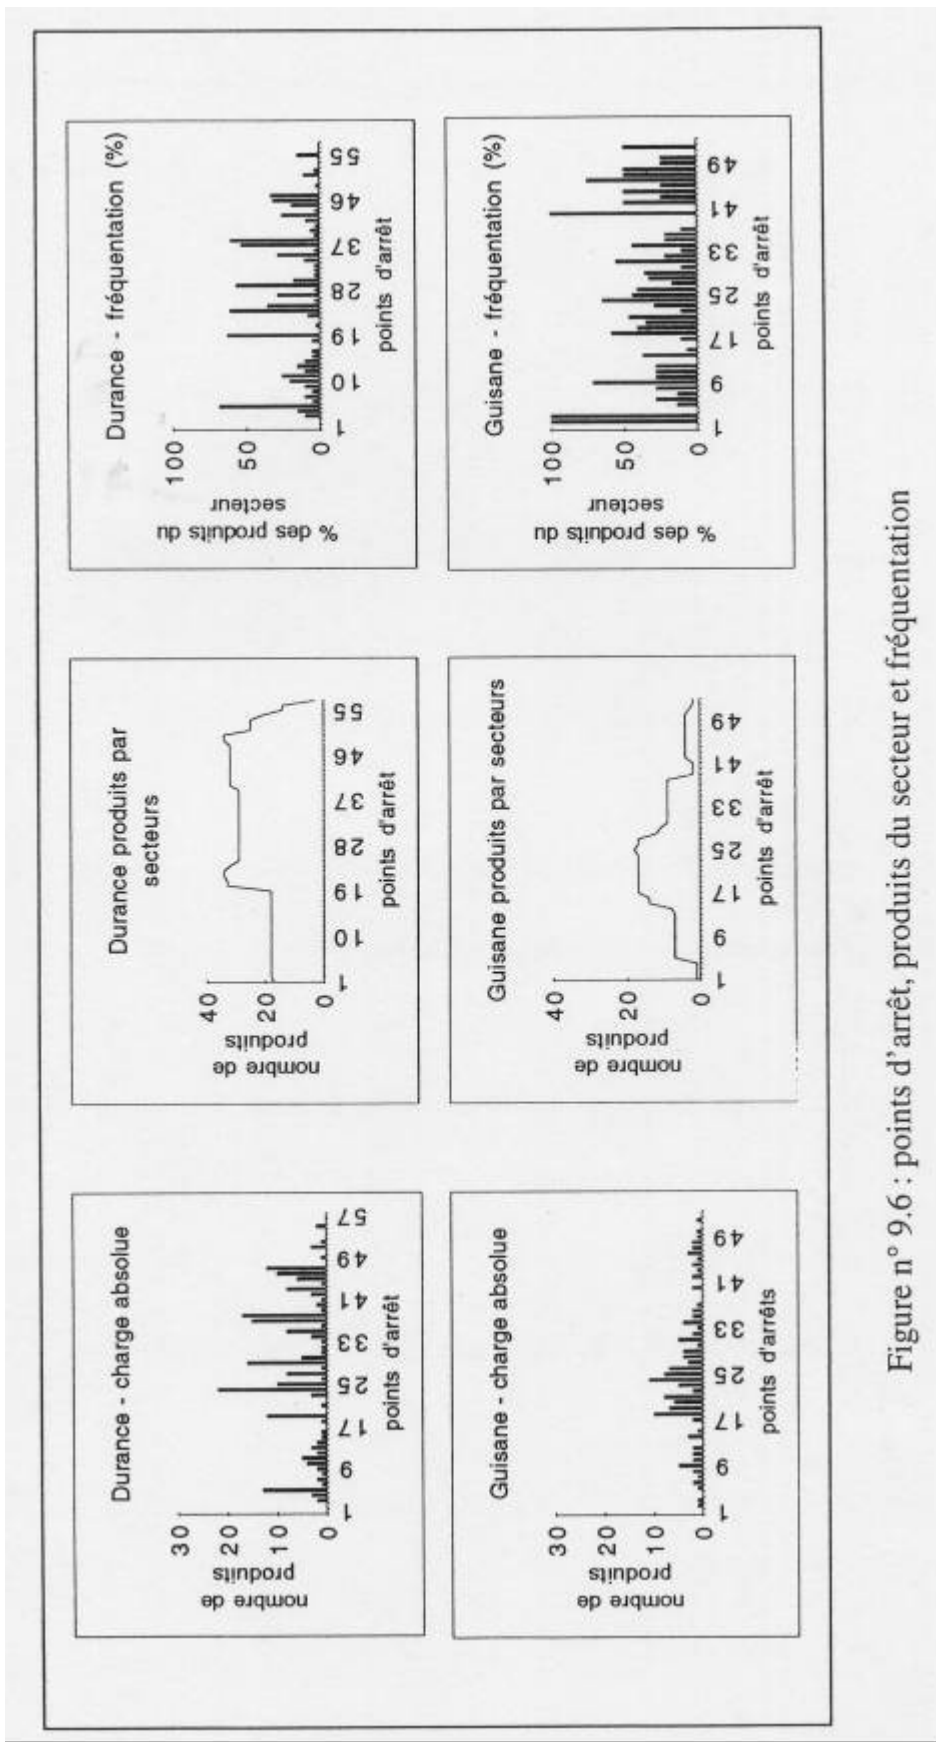 Durance - charge absolue
nombre de
produits
30
20
10
0
1 9 17 25 33 41 49 57
points d'arrêt
Durance produits par
secteurs
nombre de
produits
40
20
0
1 10 19 28 37 46 55
points d'arrêt
Durance - fréquentation (%)
% des produits du
secteur
100
50
0
1 10 19 28 37 46 55
points d'arrêt
Guisane - charge absolue
nombre de
produits
30
20
10
0
1 9 17 25 33 41 49
points d'arrêts
Guisane produits par secteurs
nombre de
produits
40
20
0
1 9 17 25 33 41 49
points d'arrêt
Guisane - fréquentation (%)
% des produits du
secteur
100
50
0
1 9 17 25 33 41 49
points d'arrêt
Figure n° 9.6 : points d'arrêt, produits du secteur et fréquentation